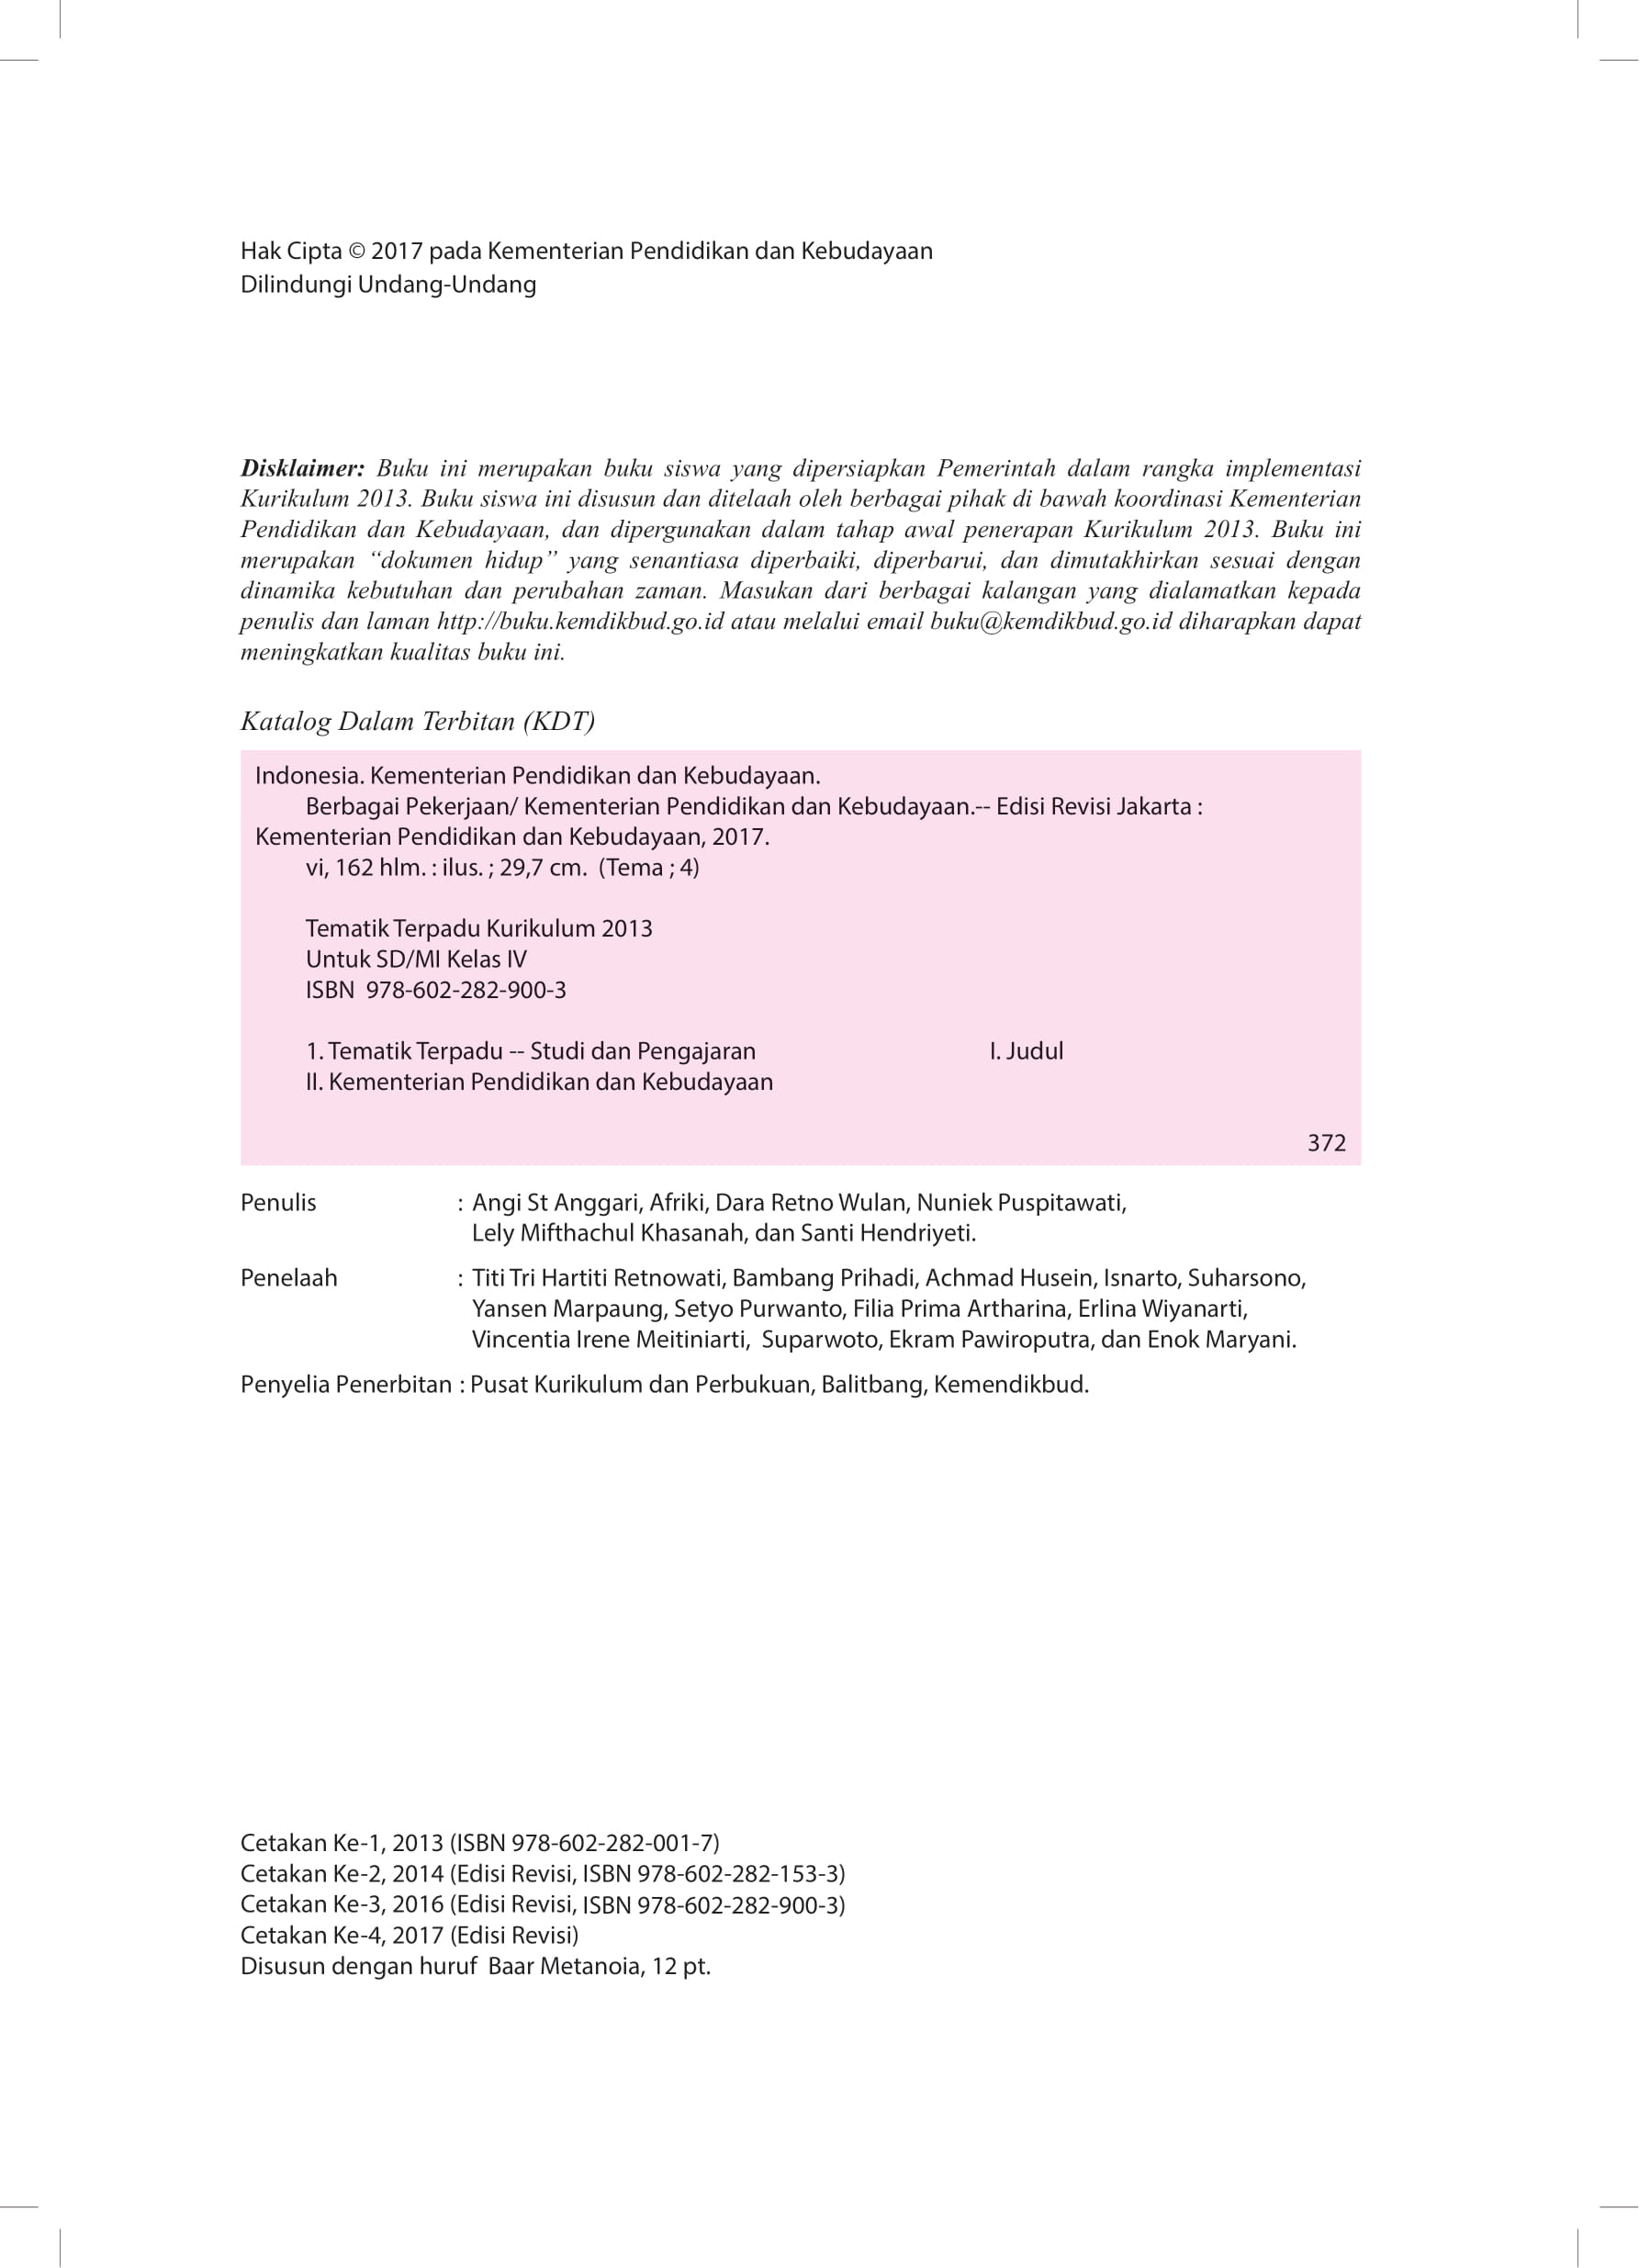 Hak Cipta © 2017 pada Kementerian Pendidikan dan Kebudayaan
Dilindungi Undang-Undang
Disklaimer: Buku ini merupakan buku siswa yang dipersiapkan Pemerintah dalam rangka implementasi
Kurikulum 2013. Buku siswa ini disusun dan ditelaah oleh berbagai pihak di bawah koordinasi Kementerian
Pendidikan dan Kebudayaan, dan dipergunakan dalam tahap awal penerapan Kurikulum 2013. Buku ini
merupakan “dokumen hidup” yang senantiasa diperbaiki, diperbarui, dan dimutakhirkan sesuai dengan
dinamika kebutuhan dan perubahan zaman. Masukan dari berbagai kalangan yang dialamatkan kepada
penulis dan laman http://buku.kemdikbud.go.id atau melalui email buku@kemdikbud.go.id diharapkan dapat
meningkatkan kualitas buku ini.
Katalog Dalam Terbitan (KDT)
Indonesia. Kementerian Pendidikan dan Kebudayaan.
Berbagai Pekerjaan/ Kementerian Pendidikan dan Kebudayaan.-- Edisi Revisi Jakarta :
Kementerian Pendidikan dan Kebudayaan, 2017.
vi, 162 hlm. : ilus. ; 29,7 cm. (Tema ; 4)
Tematik Terpadu Kurikulum 2013
Untuk SD/MI Kelas IV
ISBN 978-602-282-900-3
1. Tematik Terpadu -- Studi dan Pengajaran I. Judul
II. Kementerian Pendidikan dan Kebudayaan
372
Penulis : Angi St Anggari, Afriki, Dara Retno Wulan, Nuniek Puspitawati,
Lely Mifthachul Khasanah, dan Santi Hendriyeti.
Penelaah : Titi Tri Hartiti Retnowati, Bambang Prihadi, Achmad Husein, Isnarto, Suharsono,
Yansen Marpaung, Setyo Purwanto, Filia Prima Artharina, Erlina Wiyanarti,
Vincentia Irene Meitiniarti, Suparwoto, Ekram Pawiroputra, dan Enok Maryani.
Penyelia Penerbitan : Pusat Kurikulum dan Perbukuan, Balitbang, Kemendikbud.
Cetakan Ke-1, 2013 (ISBN 978-602-282-001-7)
Cetakan Ke-2, 2014 (Edisi Revisi, ISBN 978-602-282-153-3)
Cetakan Ke-3, 2016 (Edisi Revisi, ISBN 978-602-282-900-3)
Cetakan Ke-4, 2017 (Edisi Revisi)
Disusun dengan huruf Baar Metanoia, 12 pt.